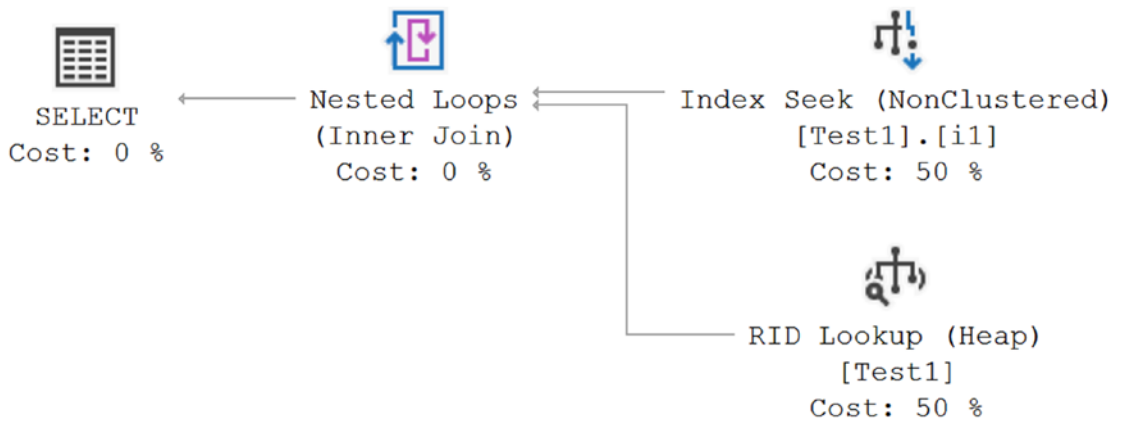 SELECT
Cost: 0 %
Nested Loops
(Inner Join)
Cost: 0 %
Index Seek (NonClustered)
[Test1].[i1]
Cost: 50 %
RID Lookup (Heap)
[Test1]
Cost: 50 %